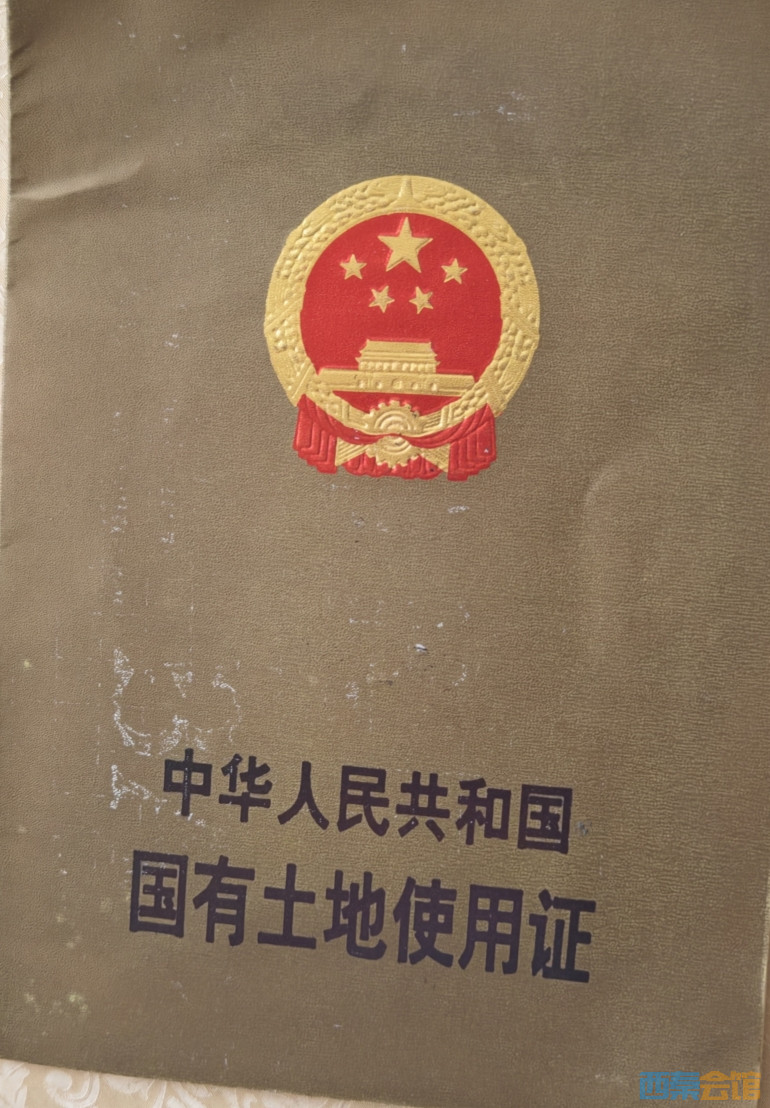 中华人民共和国
国有土地使用证
西秦会馆